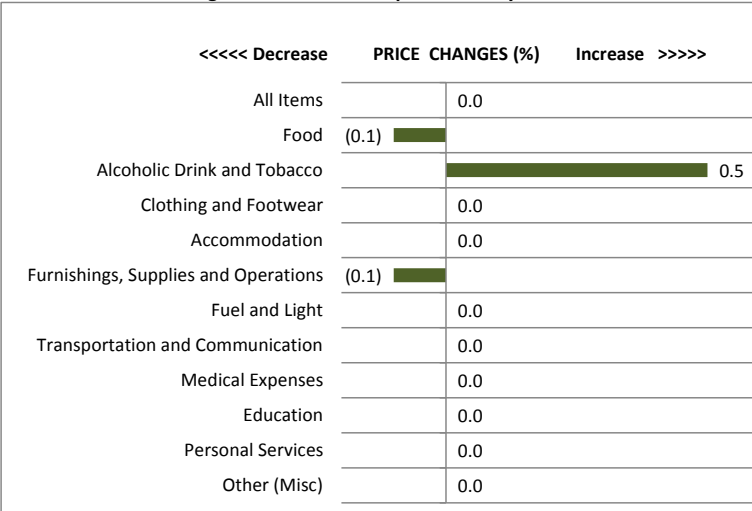 <<<<< Decrease PRICE CHANGES (%) Increase >>>>>
All Items 0.0
Food (0.1)
Alcoholic Drink and Tobacco 0.5
Clothing and Footwear 0.0
Accommodation 0.0
Furnishings, Supplies and Operations (0.1)
Fuel and Light 0.0
Transportation and Communication 0.0
Medical Expenses 0.0
Education 0.0
Personal Services 0.0
Other (Misc) 0.0